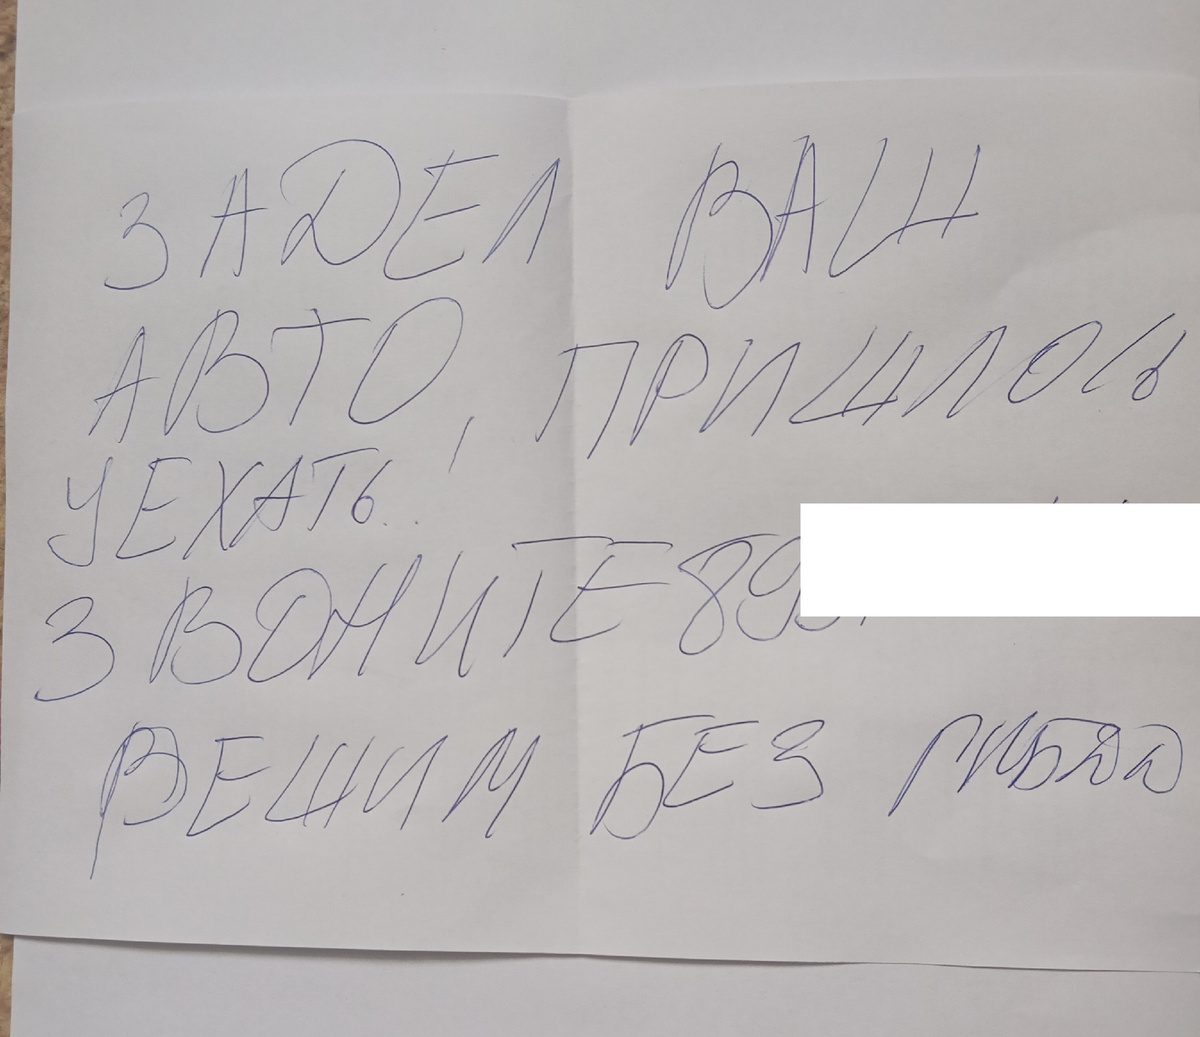 ЗАДЕЛ ВАШ
АВТО, ПРИШЛОСЬ
УЕХАТЬ.
ЗВОНИТЕ 89
РЕШИМ БЕЗ ГИБДД